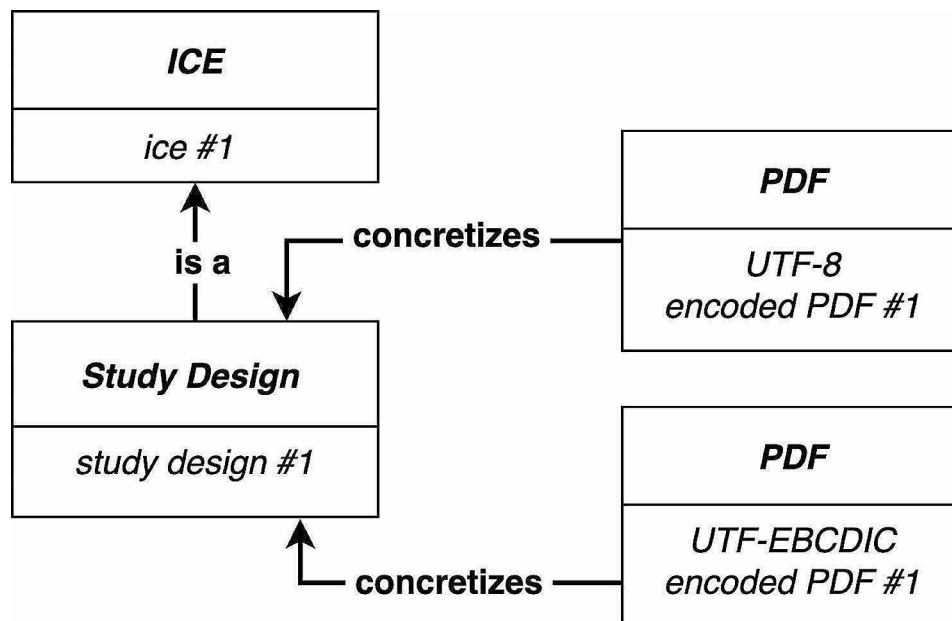 ICE
ice #1
is a
Study Design
study design #1
concretizes
PDF
UTF-8
encoded PDF #1
concretizes
PDF
UTF-EBCDIC
encoded PDF #1